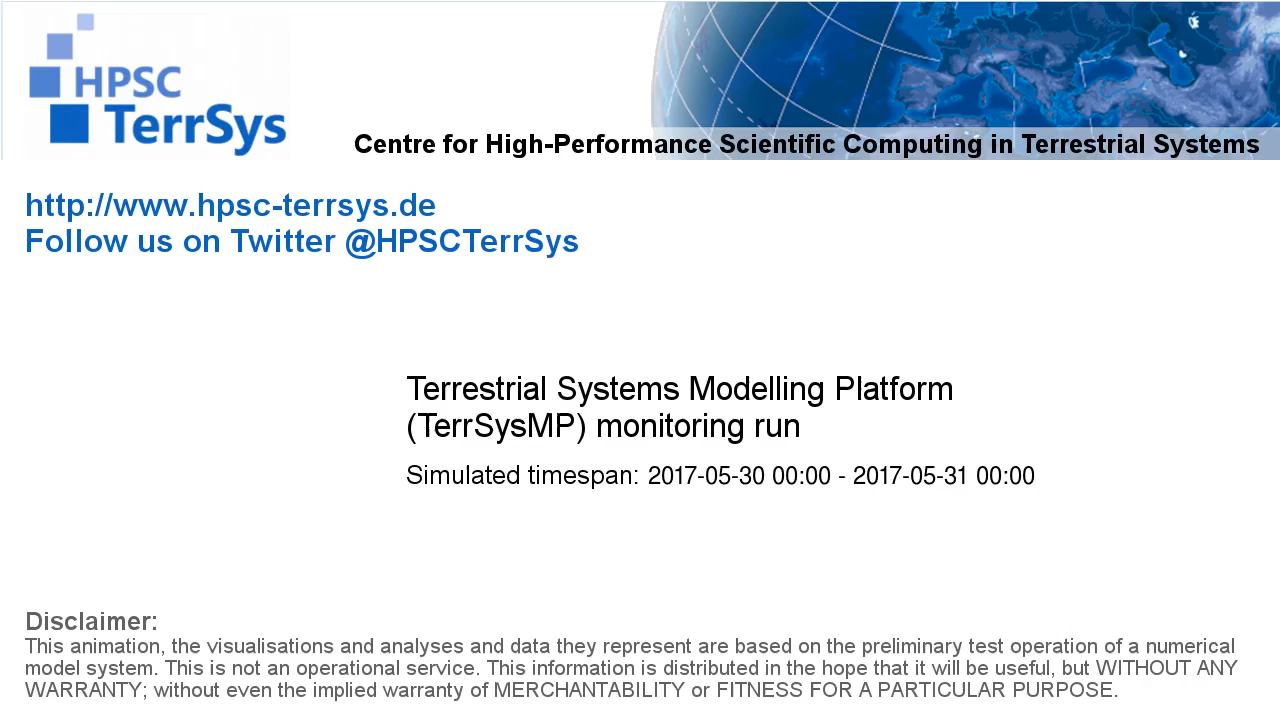 HPSC
TerrSys
Centre for High-Performance Scientific Computing in Terrestrial Systems
http://www.hpsc-terrsys.de
Follow us on Twitter @HPSCTerrSys
Terrestrial Systems Modelling Platform
(TerrSysMP) monitoring run
Simulated timespan: 2017-05-30 00:00 - 2017-05-31 00:00
Disclaimer:
This animation, the visualisations and analyses and data they represent are based on the preliminary test operation of a numerical
model system. This is not an operational service. This information is distributed in the hope that it will be useful, but WITHOUT ANY
WARRANTY; without even the implied warranty of MERCHANTABILITY or FITNESS FOR A PARTICULAR PURPOSE.